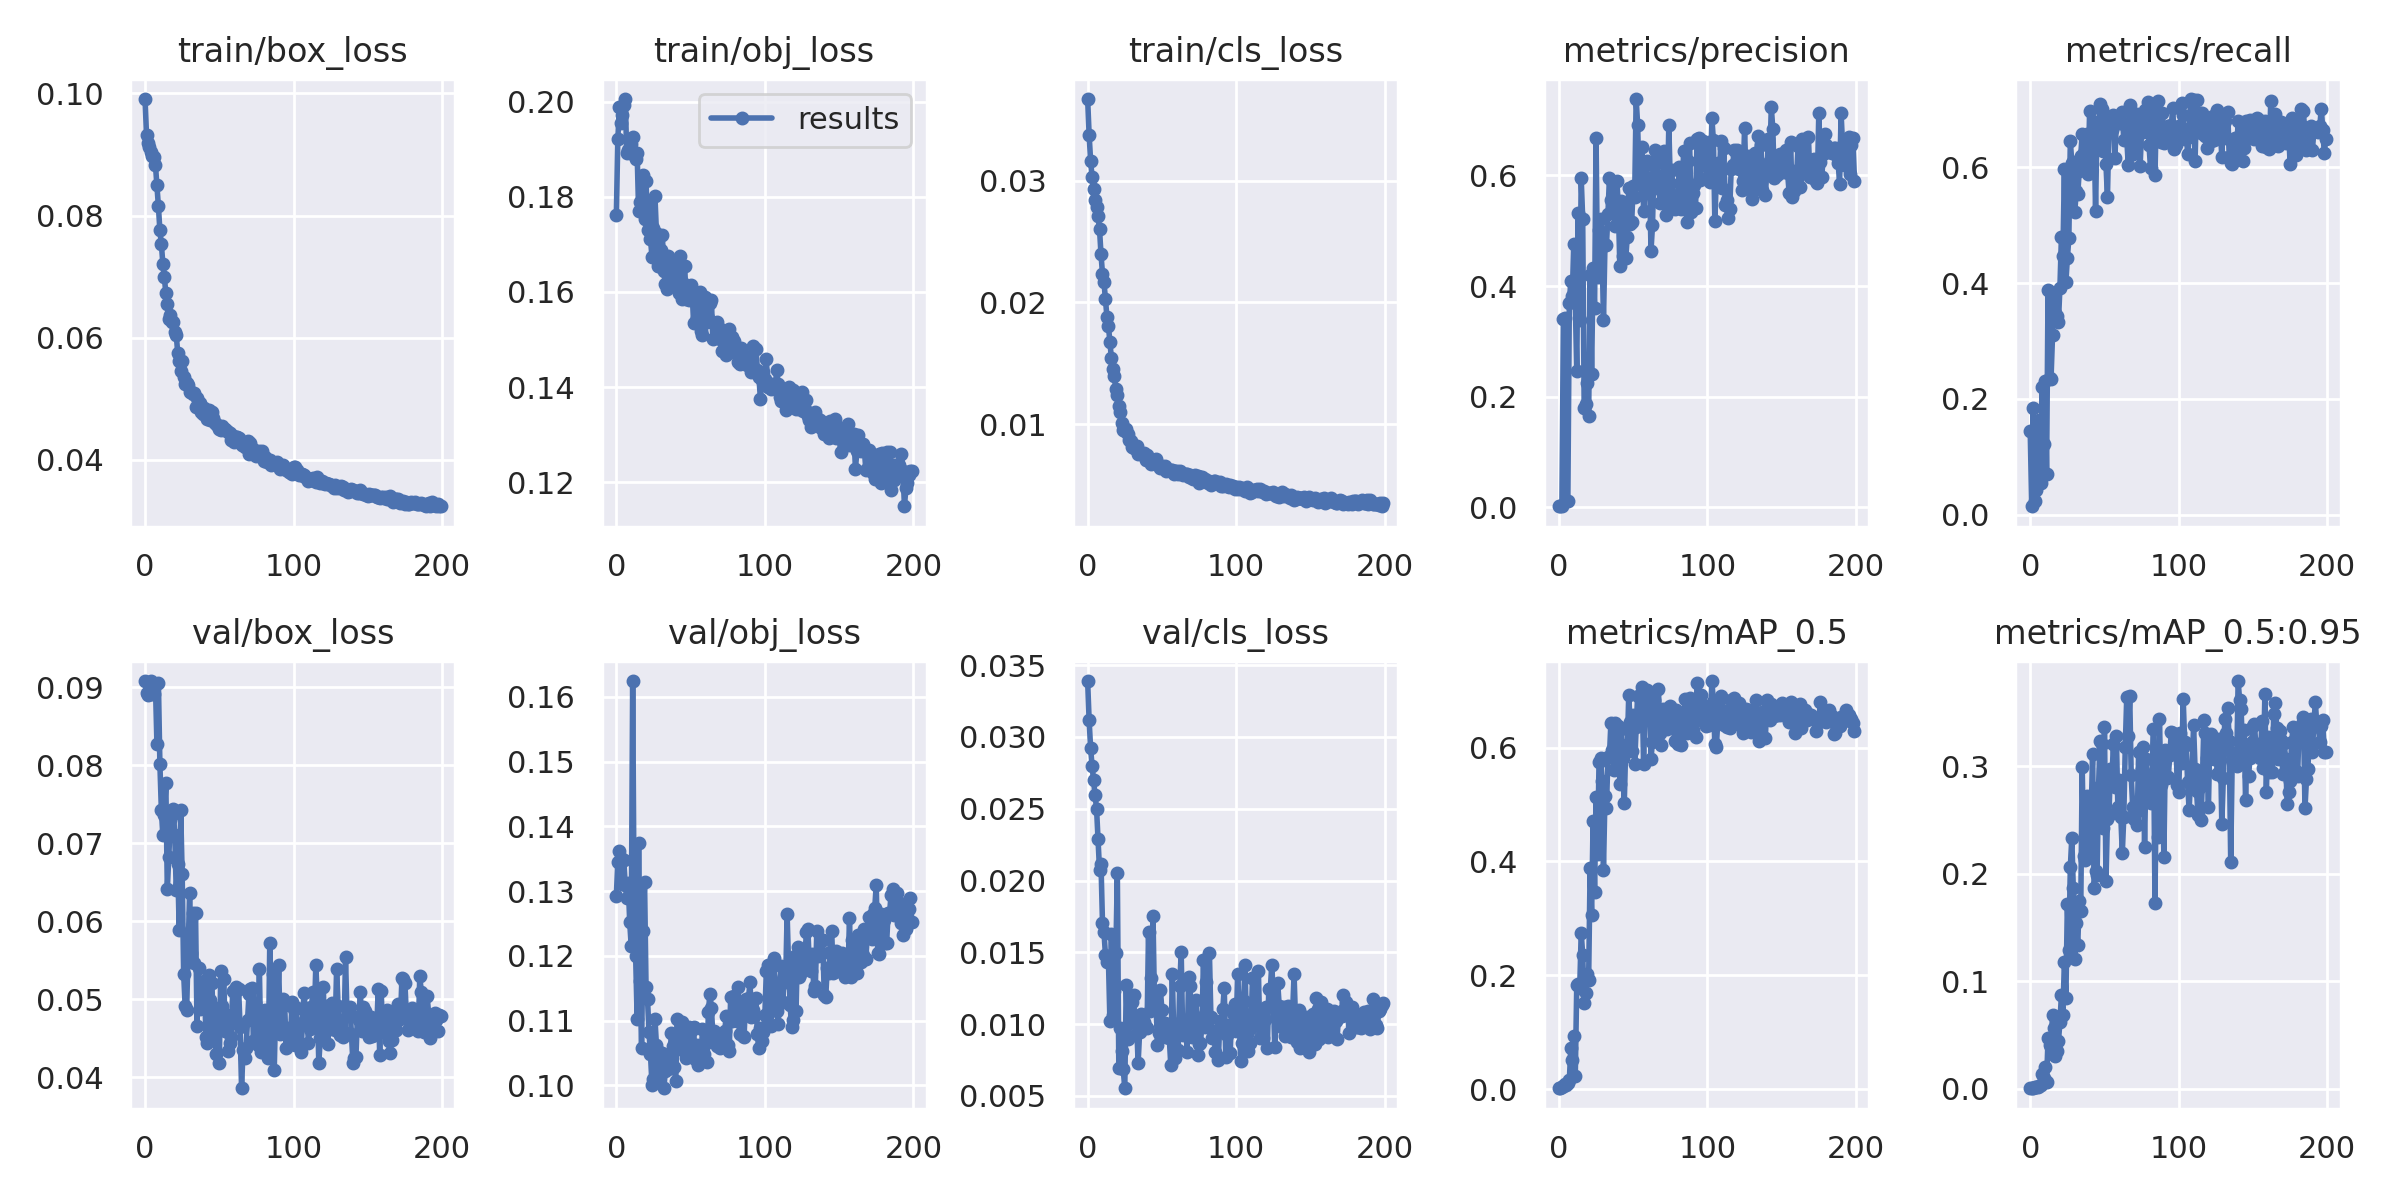 train/box_loss
0.10
0.08
0.06
0.04
0 100 200
train/obj_loss
results
0.20
0.18
0.16
0.14
0.12
0 100 200
train/cls_loss
0.03
0.02
0.01
0 100 200
metrics/precision
0.6
0.4
0.2
0.0
0 100 200
metrics/recall
0.6
0.4
0.2
0.0
0 100 200
val/box_loss
0.09
0.08
0.07
0.06
0.05
0.04
0 100 200
val/obj_loss
0.16
0.15
0.14
0.13
0.12
0.11
0.10
0 100 200
val/cls_loss
0.035
0.030
0.025
0.020
0.015
0.010
0.005
0 100 200
metrics/mAP_0.5
0.6
0.4
0.2
0.0
0 100 200
metrics/mAP_0.5:0.95
0.3
0.2
0.1
0.0
0 100 200